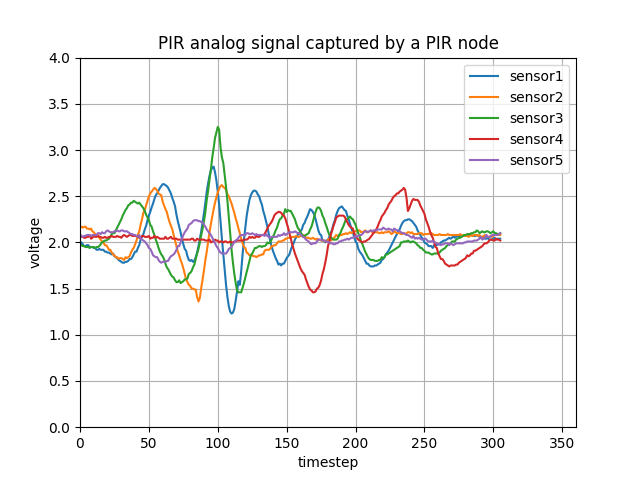 PIR analog signal captured by a PIR node
4.0
3.5
3.0
2.5
2.0
1.5
1.0
0.5
0.0
voltage
sensor1
sensor2
sensor3
sensor4
sensor5
0 50 100 150 200 250 300 350
timestep